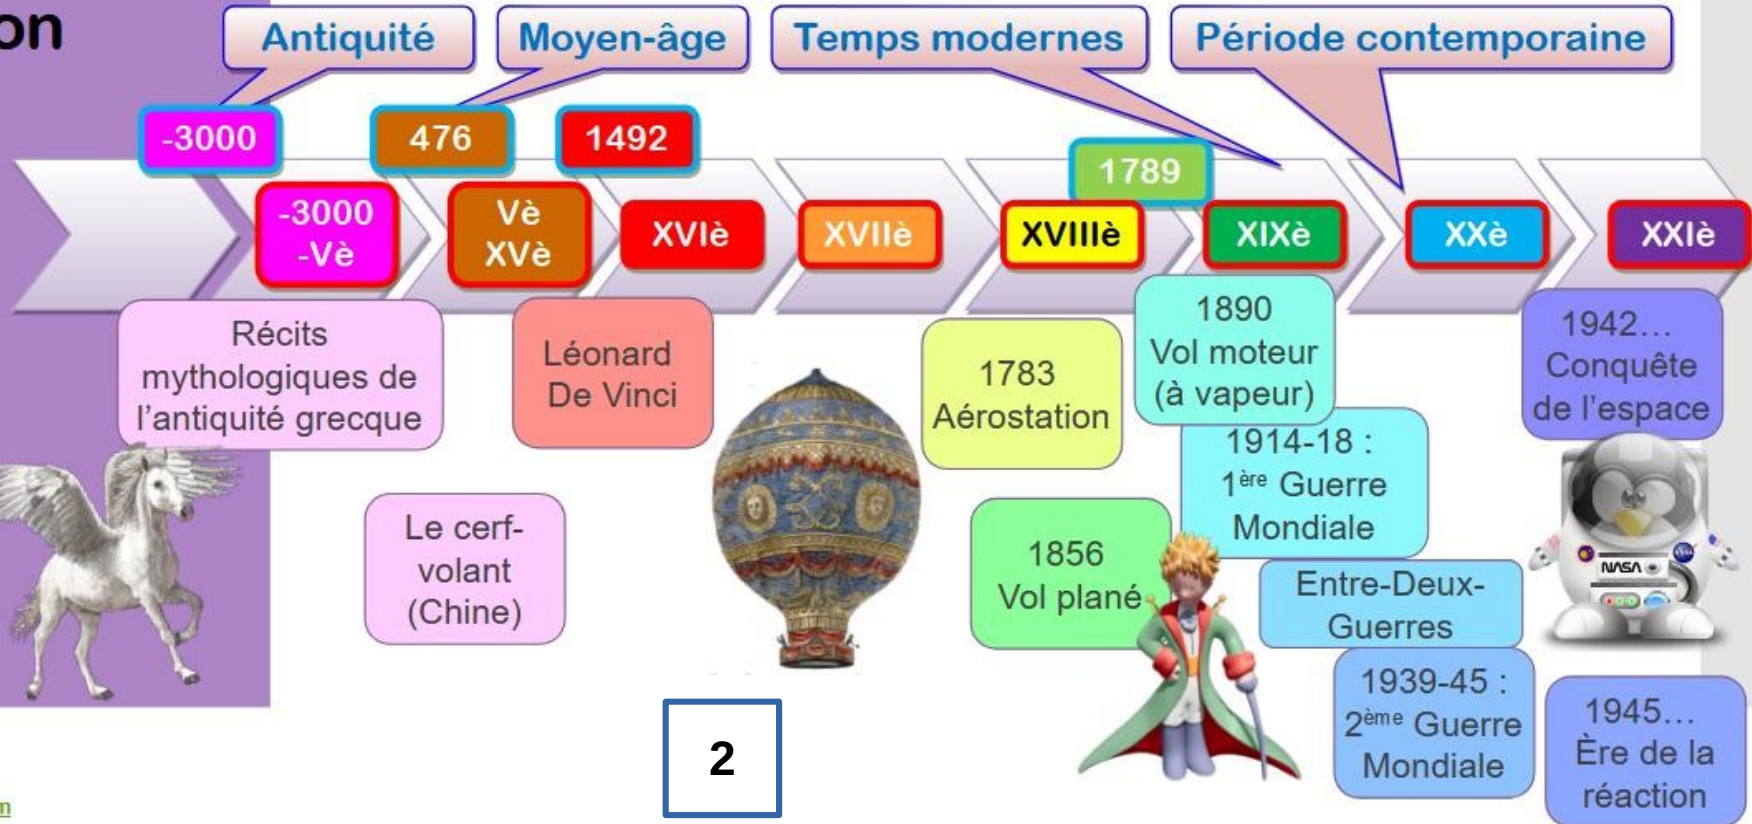 on
Antiquité
Moyen-âge
Temps modernes
Période contemporaine
-3000
476
1492
1789
-3000
-Vè
Vè
XVè
XVIè
XVIIè
XVIIIè
XIXè
XXè
XXIè
Récits
mythologiques de
l'antiquité grecque
Léonard
De Vinci
1783
Aérostation
1890
Vol moteur
(à vapeur)
1942...
Conquête
de l'espace
1914-18 :
1ère Guerre
Mondiale
Le cerf-
volant
(Chine)
1856
Vol plané
Entre-Deux-
Guerres
NASA
1939-45 :
2ème Guerre
Mondiale
1945...
Ère de la
réaction
2
m